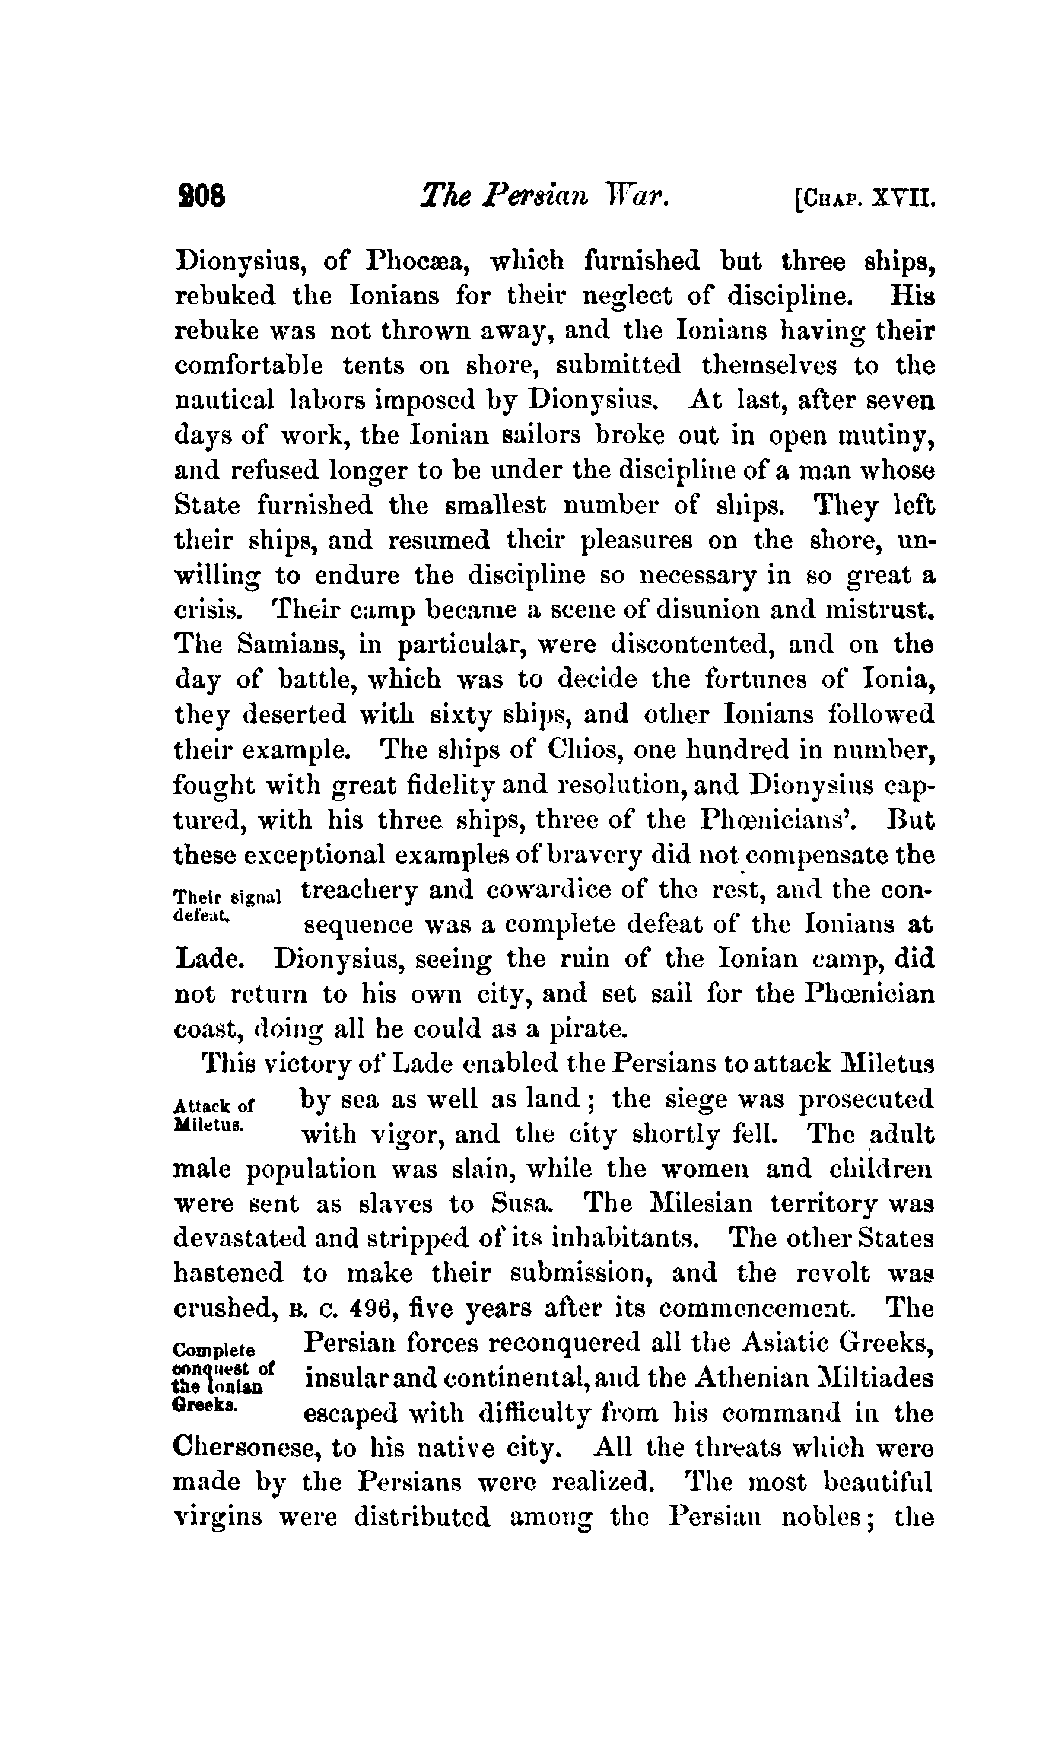 208 The Persian War. [CHAP. XVII.
Dionysius, of Phocæa, which furnished but three ships,
rebuked the Ionians for their neglect of discipline. His
rebuke was not thrown away, and the Ionians having their
comfortable tents on shore, submitted themselves to the
nautical labors imposed by Dionysius. At last, after seven
days of work, the Ionian sailors broke out in open mutiny,
and refused longer to be under the discipline of a man whose
State furnished the smallest number of ships. They left
their ships, and resumed their pleasures on the shore, un-
willing to endure the discipline so necessary in so great a
crisis. Their camp became a scene of disunion and mistrust.
The Samians, in particular, were discontented, and on the
day of battle, which was to decide the fortunes of Ionia,
they deserted with sixty ships, and other Ionians followed
their example. The ships of Chios, one hundred in number,
fought with great fidelity and resolution, and Dionysius cap-
tured, with his three ships, three of the Phœnicians'. But
these exceptional examples of bravery did not compensate the
Their signal
defeat.
treachery and cowardice of the rest, and the con-
sequence was a complete defeat of the Ionians at
Lade. Dionysius, seeing the ruin of the Ionian camp, did
not return to his own city, and set sail for the Phœnician
coast, doing all he could as a pirate.
This victory of Lade enabled the Persians to attack Miletus
Attack of
Miletus.
by sea as well as land; the siege was prosecuted
with vigor, and the city shortly fell. The adult
male population was slain, while the women and children
were sent as slaves to Susa. The Milesian territory was
devastated and stripped of its inhabitants. The other States
hastened to make their submission, and the revolt was
crushed, B. C. 496, five years after its commencement. The
Complete
conquest of
the Ionian
Greeks.
Persian forces reconquered all the Asiatic Greeks,
insular and continental, and the Athenian Miltiades
escaped with difficulty from his command in the
Chersonese, to his native city. All the threats which were
made by the Persians were realized. The most beautiful
virgins were distributed among the Persian nobles; the